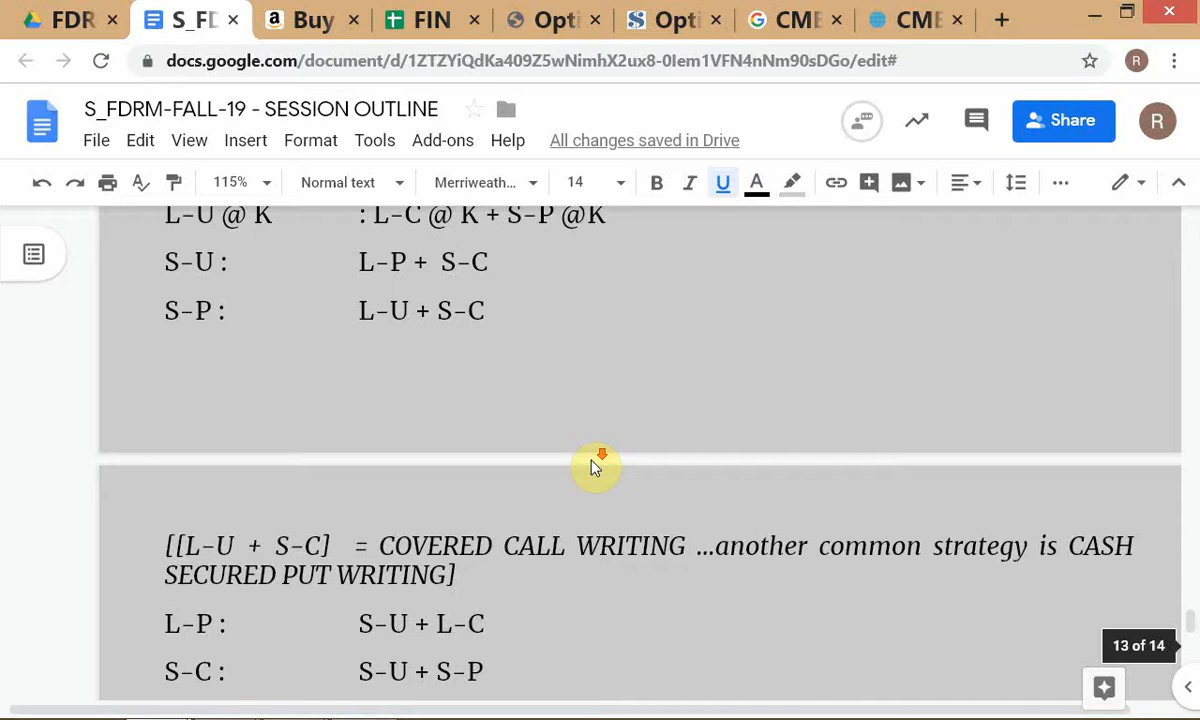 FDR
S_FD
Buy
FIN
Opti
Opti
CME
CME
docs.google.com/document/d/1ZTZYiQdKa409Z5wNimhX2ux8-0Iem1VFN4nNm90sDGo/edit#
R
S_FDRM-FALL-19 - SESSION OUTLINE
File Edit View Insert Format Tools Add-ons Help All changes saved in Drive
Share
R
115% Normal text Merriweath... 14 B I U A
L-U @ K : L-C @ K + S-P @K
S-U : L-P + S-C
S-P : L-U + S-C
[[L-U + S-C] = COVERED CALL WRITING ...another common strategy is CASH
SECURED PUT WRITING]
L-P : S-U + L-C
S-C : S-U + S-P
13 of 14